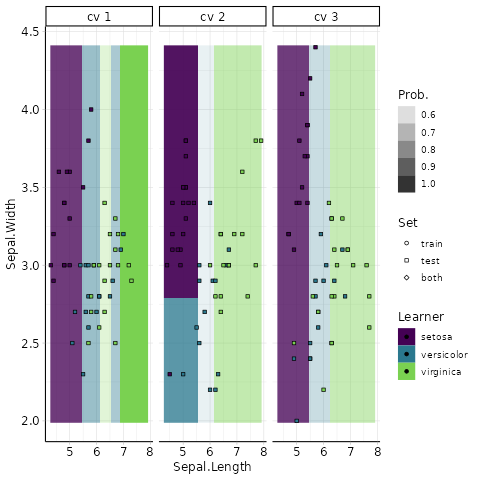 cv 1
cv 2
cv 3
4.5
4.0
3.5
3.0
2.5
2.0
Sepal.Width
5 6 7 8
5 6 7 8
5 6 7 8
Sepal.Length
Prob.
0.6
0.7
0.8
0.9
1.0
Set
train
test
both
Learner
setosa
versicolor
virginica